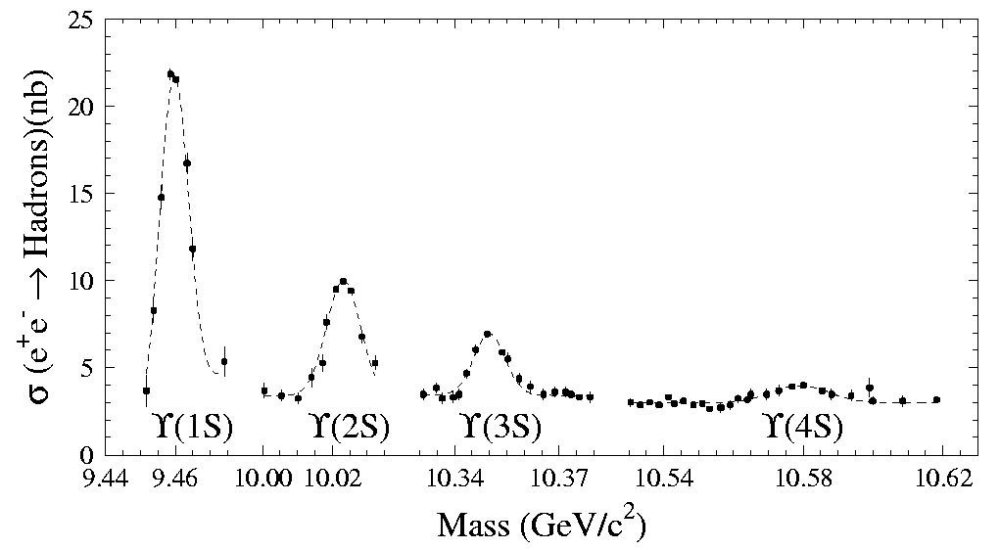 25
20
15
10
5
0
σ (e⁺e⁻ → Hadrons)(nb)
ϒ(1S) ϒ(2S) ϒ(3S) ϒ(4S)
9.44 9.46 10.00 10.02 10.34 10.37 10.54 10.58 10.62
Mass (GeV/c²)